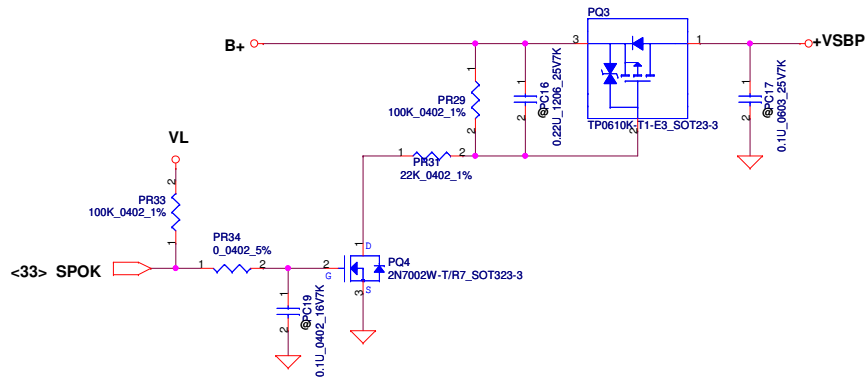 PQ3
B+
3
1
+VSBP
1
PR29
100K_0402_1%
2
1
2
@PC16
0.22U_1206_25V7K
2
TP0610K-T1-E3_SOT23-3
1
2
@PC17
0.1U_0603_25V7K
VL
1
2
PR31
22K_0402_1%
2
PR33
100K_0402_1%
1
PR34
0_0402_5%
<33> SPOK
1
2
2
G
1
D
PQ4
2N7002W-T/R7_SOT323-3
3
S
1
2
@PC19
0.1U_0402_16V7K